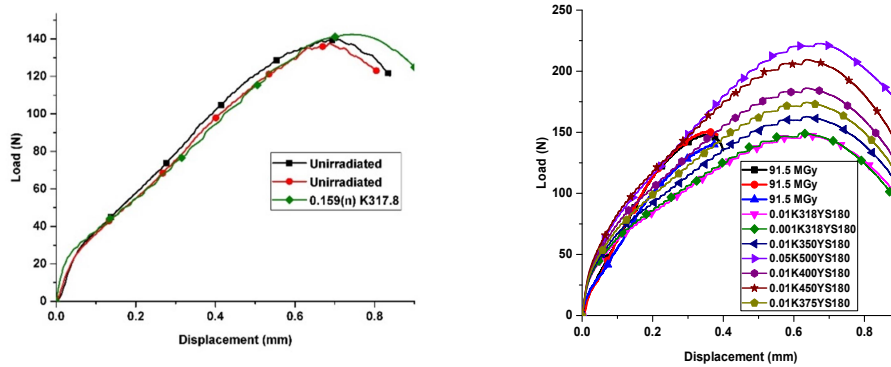 140
120
100
80
60
40
20
0
Load (N)
0.0 0.2 0.4 0.6 0.8
Displacement (mm)
Unirradiated
Unirradiated
0.159(n) K317.8
250
200
150
100
50
0
Load (N)
0.0 0.2 0.4 0.6 0.8
Displacement (mm)
91.5 MGy
91.5 MGy
91.5 MGy
0.01K318YS180
0.001K318YS180
0.01K350YS180
0.05K500YS180
0.01K400YS180
0.01K450YS180
0.01K375YS180